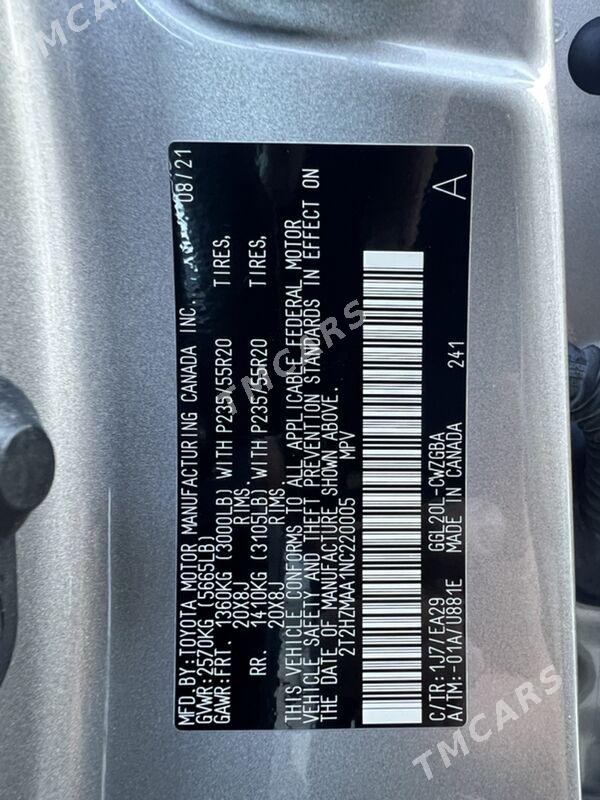 MFD.BY:TOYOTA MOTOR MANUFACTURING CANADA INC. 08/21
GVWR:2570KG (5665LB)
GAWR:FRT. 1360KG (3000LB) WITH P235/55R20 TIRES,
20X8J RIMS.
RR. 1410KG (3105LB) WITH P235/55R20 TIRES,
20X8J RIMS.
THIS VEHICLE CONFORMS TO ALL APPLICABLE FEDERAL MOTOR
VEHICLE SAFETY AND THEFT PREVENTION STANDARDS IN EFFECT ON
THE DATE OF MANUFACTURE SHOWN ABOVE.
2T2HZMAA1NC220005 MPV
C/TR:1J7/EA29 GGL20L-CWZGBA A
A/TM:-01A/U881E MADE IN CANADA 241
TMCARS
TMCARS
TMCARS
TMCARS